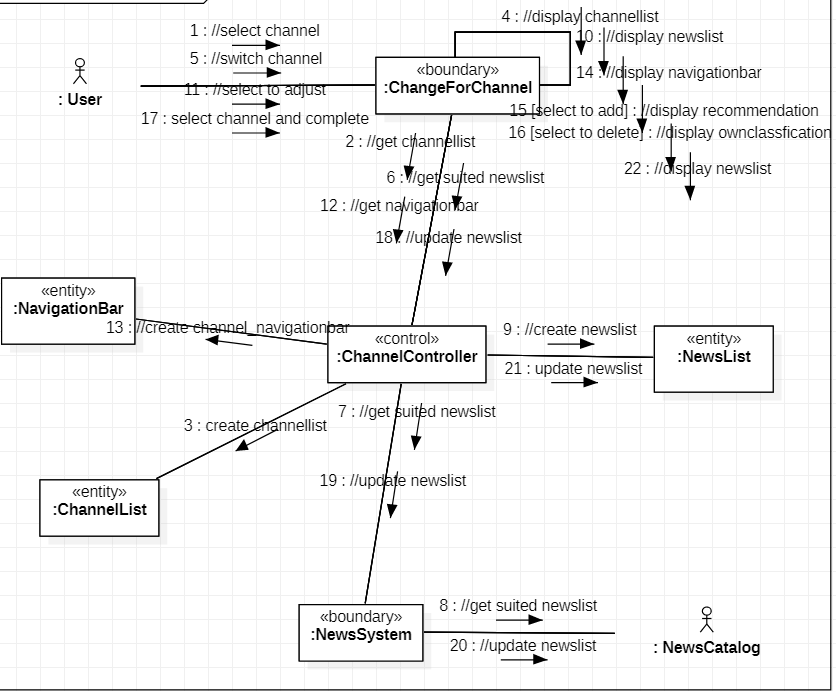 4 : //display channellist
1 : //select channel
10 : //display newslist
5 : //switch channel
«boundary»
:ChangeForChannel
14 : //display navigationbar
11 : //select to adjust
: User
15 [select to add] : //display recommendation
17 : select channel and complete
16 [select to delete] : //display ownclassfication
2 : //get channellist
22 : //display newslist
6 : //get suited newslist
12 : //get navigationbar
18 : //update newslist
«entity»
:NavigationBar
13 : //create channel_navigationbar
«control»
:ChannelController
9 : //create newslist
21 : update newslist
«entity»
:NewsList
7 : //get suited newslist
3 : create channellist
19 : //update newslist
«entity»
:ChannelList
«boundary»
:NewsSystem
8 : //get suited newslist
20 : //update newslist
: NewsCatalog